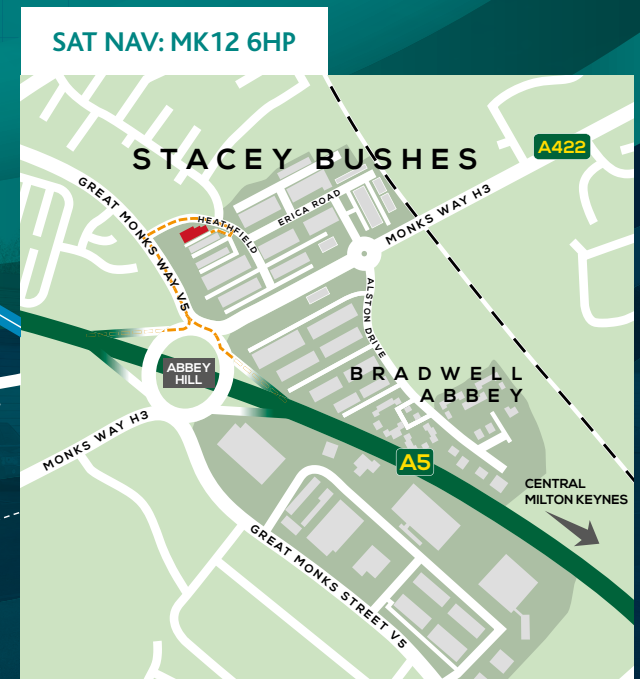 SAT NAV: MK12 6HP
STACEY BUSHES
A422
GREAT MONKS WAY V5
HEATHFIELD
ERICA ROAD
MONKS WAY H3
ALSTON DRIVE
ABBEY
HILL
BRADWELL
ABBEY
MONKS WAY H3
A5
CENTRAL
MILTON KEYNES
GREAT MONKS STREET V5